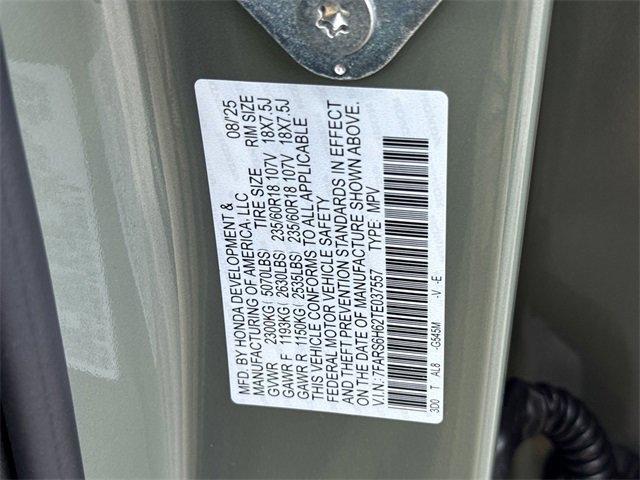 MFD. BY HONDA DEVELOPMENT & 08/25
MANUFACTURING OF AMERICA, LLC
TIRE SIZE RIM SIZE
GVWR 2300KG( 5070LBS)
GAWR F 1193KG( 2630LBS) 235/60R18 107V 18X7.5J
GAWR R 1150KG( 2535LBS) 235/60R18 107V 18X7.5J
THIS VEHICLE CONFORMS TO ALL APPLICABLE
FEDERAL MOTOR VEHICLE SAFETY
AND THEFT PREVENTION STANDARDS IN EFFECT
ON THE DATE OF MANUFACTURE SHOWN ABOVE.
V.I.N.: 7FARS6H62TE037557 TYPE: MPV
3D0 T AL8 -G545M -V -E